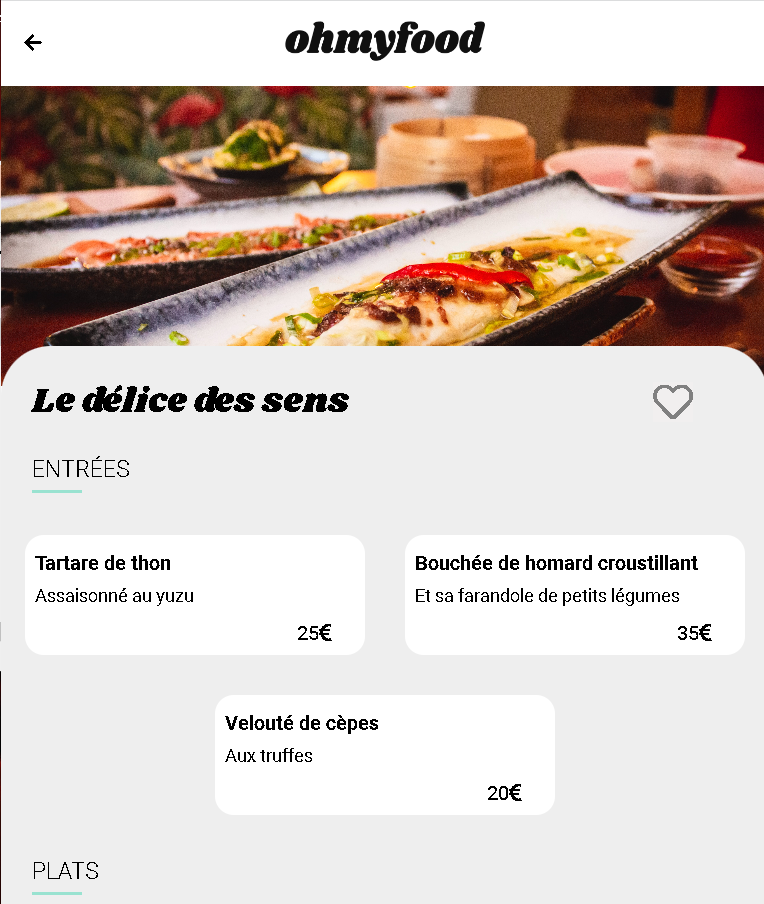 ohmyfood
Le délice des sens
ENTRÉES
Tartare de thon
Assaisonné au yuzu
25€
Bouchée de homard croustillant
Et sa farandole de petits légumes
35€
Velouté de cèpes
Aux truffes
20€
PLATS